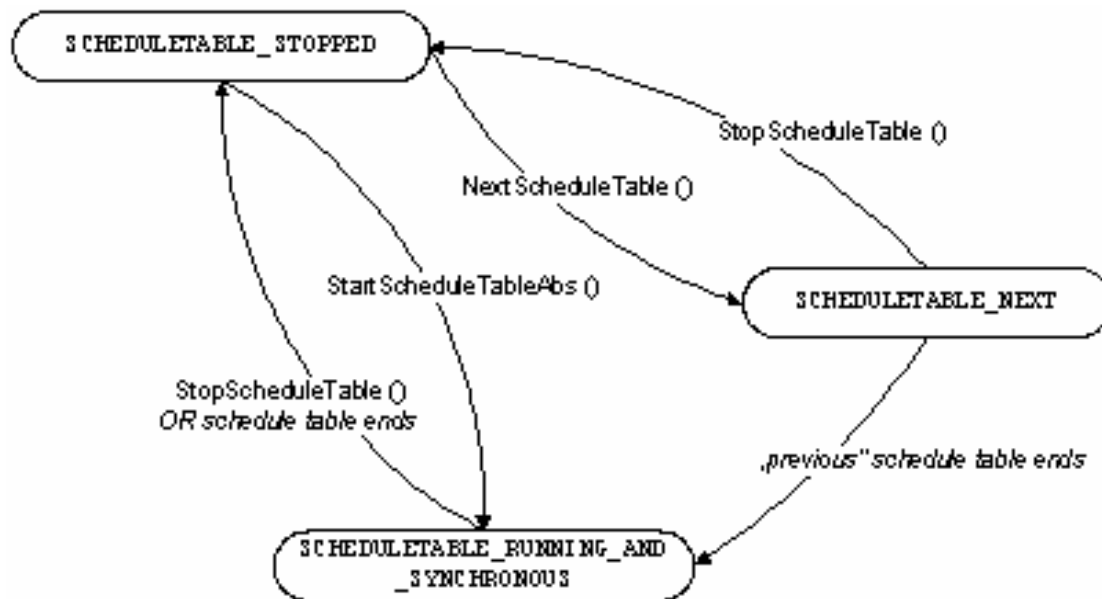 SCHEDULETABLE_STOPPED
StopScheduleTable ()
NextScheduleTable ()
StartScheduleTableAbs ()
SCHEDULETABLE_NEXT
StopScheduleTable ()
OR schedule table ends
„previous" schedule table ends
SCHEDULETABLE_RUNNING_AND
_SYNCHRONOUS